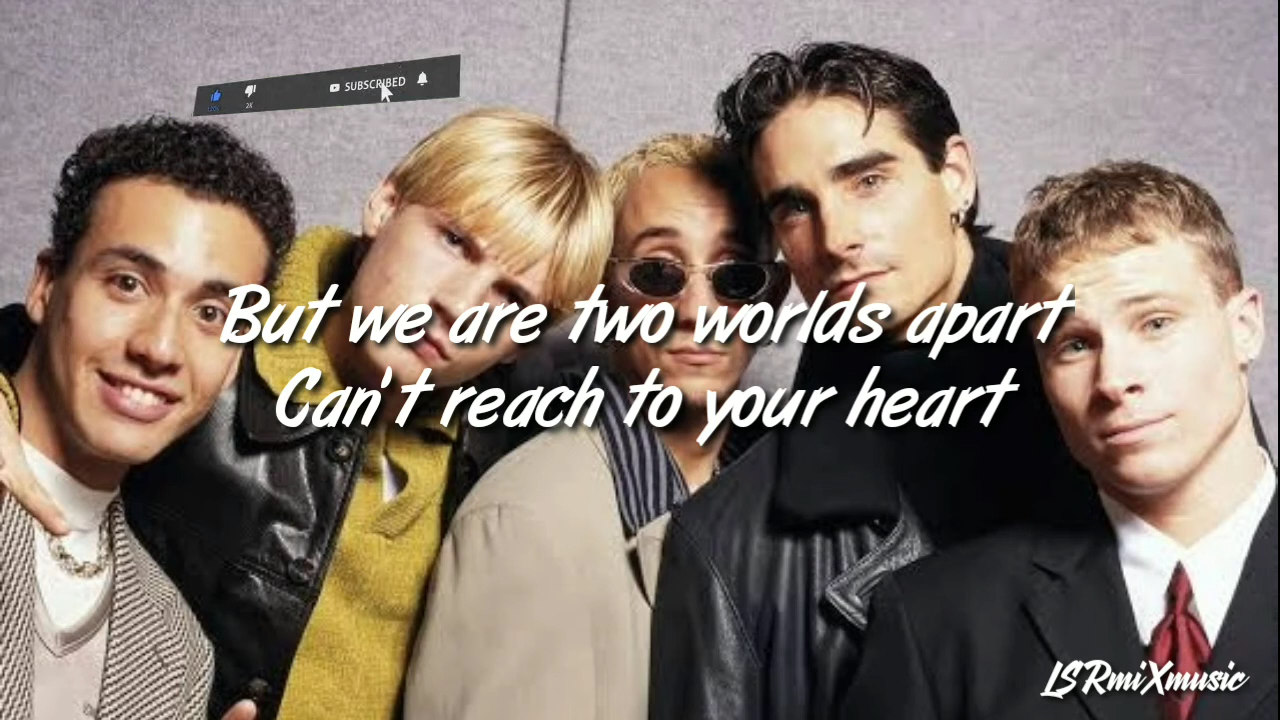 2K
SUBSCRIBED
But we are two worlds apart
Can't reach to your heart
LSRmiXmusic